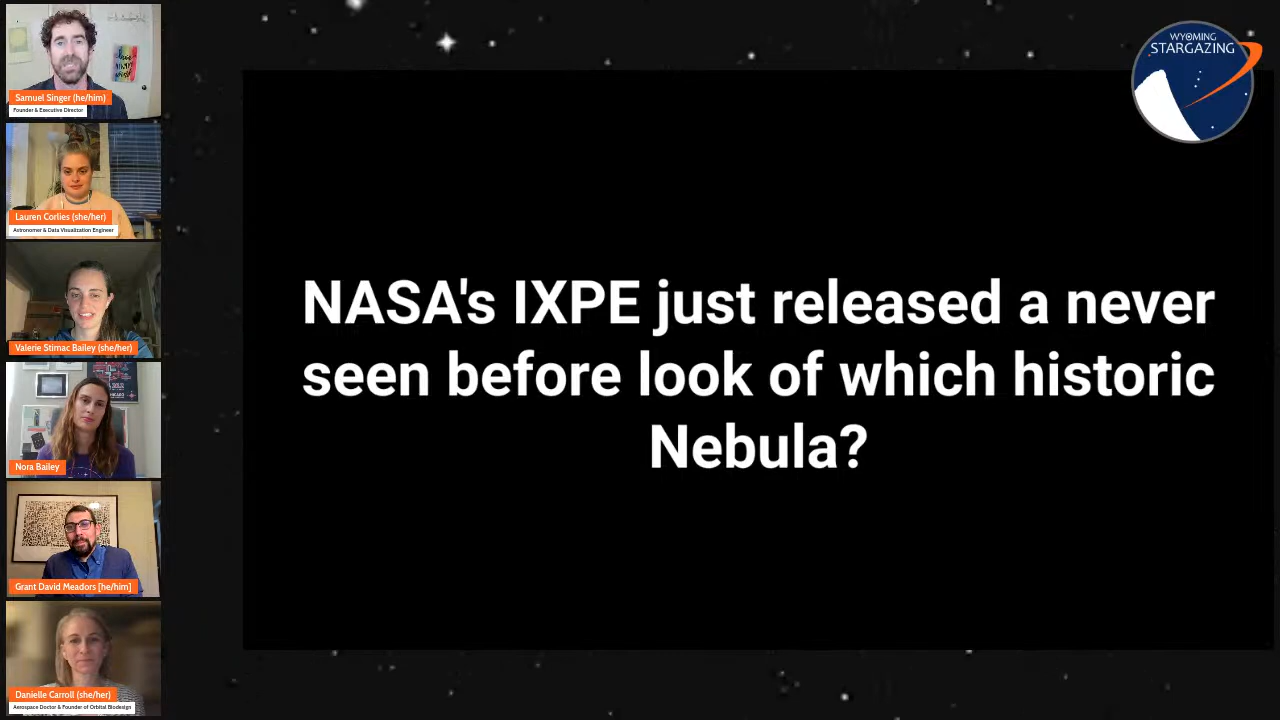 Samuel Singer (he/him)
Founder & Executive Director
Lauren Corlies (she/her)
Astronomer & Data Visualization Engineer
Valerie Stimac Bailey (she/her)
Nora Bailey
Grant David Meadors [he/him]
Danielle Carroll (she/her)
Aerospace Doctor & Founder of Orbital Biodesign
WYOMING
STARGAZING
NASA's IXPE just released a never
seen before look of which historic
Nebula?